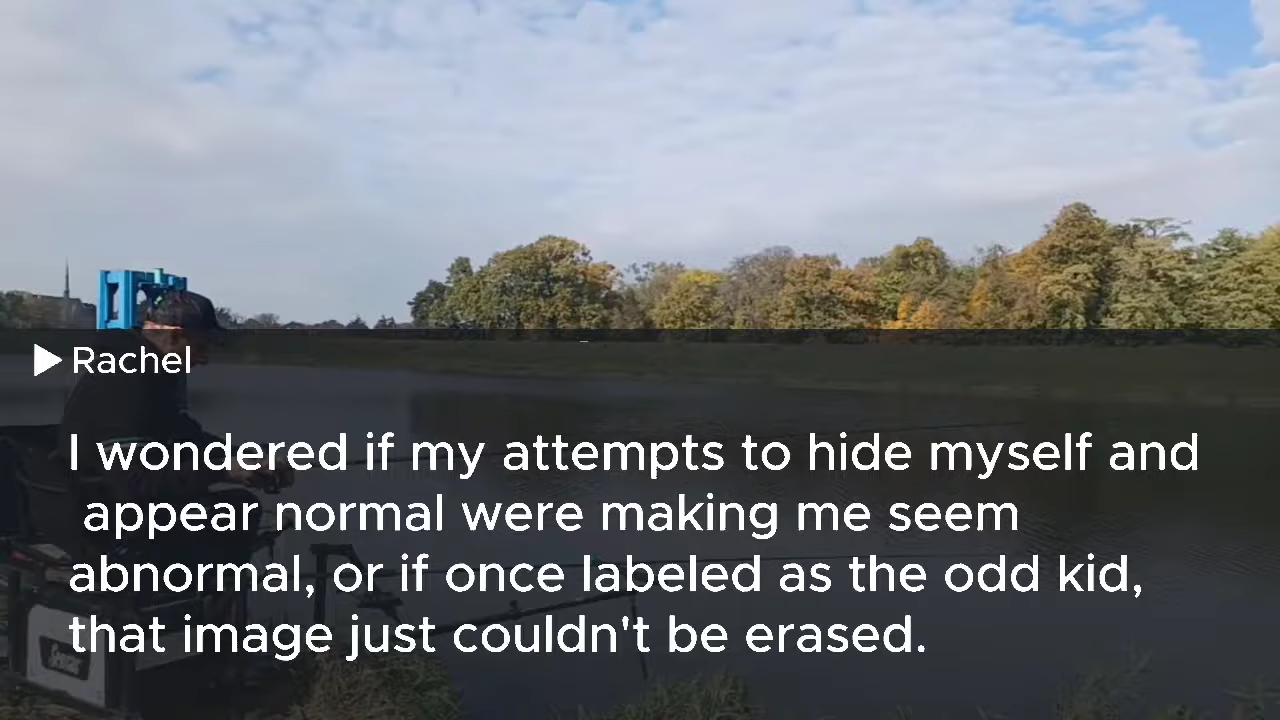 Rachel
I wondered if my attempts to hide myself and
appear normal were making me seem
abnormal, or if once labeled as the odd kid,
that image just couldn't be erased.